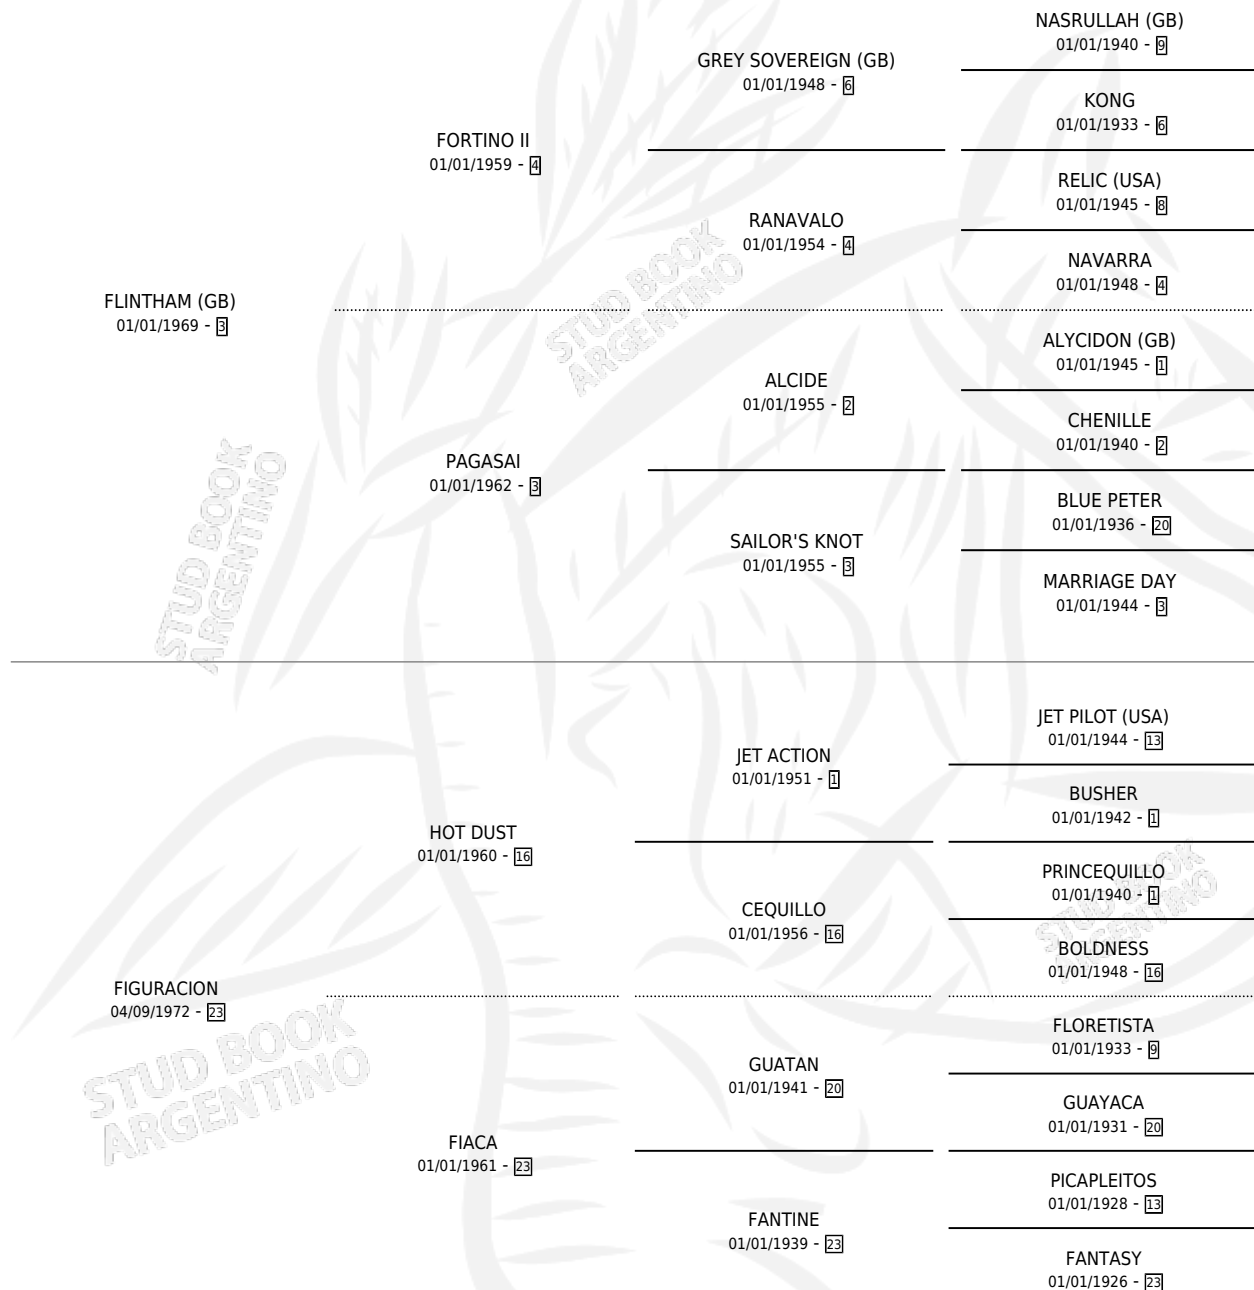 NASRULLAH (GB)
01/01/1940 - 9
GREY SOVEREIGN (GB)
01/01/1948 - 6
KONG
01/01/1933 - 6
FORTINO II
01/01/1959 - 4
RELIC (USA)
01/01/1945 - 8
RANAVALO
01/01/1954 - 4
NAVARRA
01/01/1948 - 4
FLINTHAM (GB)
01/01/1969 - 3
ALYCIDON (GB)
01/01/1945 - 1
ALCIDE
01/01/1955 - 2
CHENILLE
01/01/1940 - 2
PAGASAI
01/01/1962 - 3
BLUE PETER
01/01/1936 - 20
SAILOR'S KNOT
01/01/1955 - 3
MARRIAGE DAY
01/01/1944 - 3
JET PILOT (USA)
01/01/1944 - 13
JET ACTION
01/01/1951 - 1
BUSHER
01/01/1942 - 1
HOT DUST
01/01/1960 - 16
PRINCEQUILLO
01/01/1940 - 1
CEQUILLO
01/01/1956 - 16
BOLDNESS
01/01/1948 - 16
FIGURACION
04/09/1972 - 23
FLORETISTA
01/01/1933 - 9
GUATAN
01/01/1941 - 20
GUAYACA
01/01/1931 - 20
FIACA
01/01/1961 - 23
PICAPLEITOS
01/01/1928 - 13
FANTINE
01/01/1939 - 23
FANTASY
01/01/1926 - 23
STUD BOOK
ARGENTINO
STUD BOOK
ARGENTINO
STUD BOOK
ARGENTINO
STUD BOOK
ARGENTINO